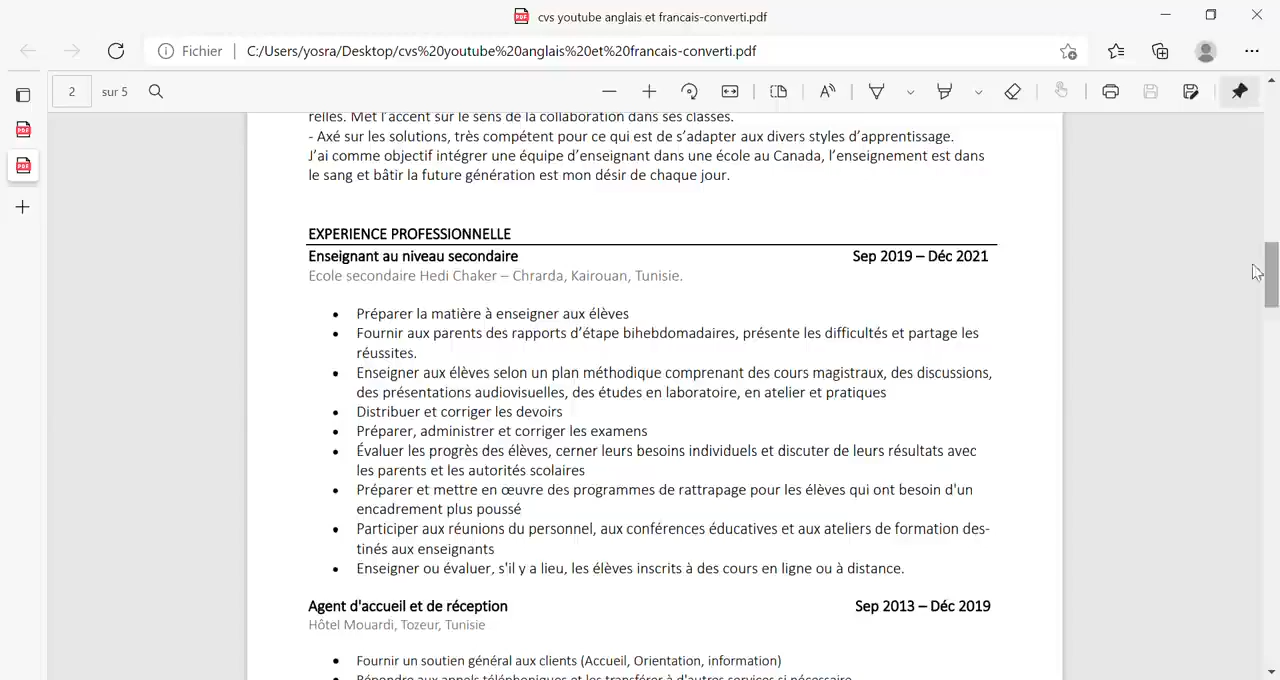 cvs youtube anglais et francais-converti.pdf
Fichier C:/Users/yosra/Desktop/cvs%20youtube%20anglais%20et%20francais-converti.pdf
2 sur 5
relles. Met l'accent sur le sens de la collaboration dans ses classes.
- Axé sur les solutions, très compétent pour ce qui est de s'adapter aux divers styles d'apprentissage.
J'ai comme objectif intégrer une équipe d'enseignant dans une école au Canada, l'enseignement est dans
le sang et bâtir la future génération est mon désir de chaque jour.
EXPERIENCE PROFESSIONNELLE
Enseignant au niveau secondaire Sep 2019 – Déc 2021
Ecole secondaire Hedi Chaker – Chrarda, Kairouan, Tunisie.
• Préparer la matière à enseigner aux élèves
• Fournir aux parents des rapports d'étape bihebdomadaires, présente les difficultés et partage les
réussites.
• Enseigner aux élèves selon un plan méthodique comprenant des cours magistraux, des discussions,
des présentations audiovisuelles, des études en laboratoire, en atelier et pratiques
• Distribuer et corriger les devoirs
• Préparer, administrer et corriger les examens
• Évaluer les progrès des élèves, cerner leurs besoins individuels et discuter de leurs résultats avec
les parents et les autorités scolaires
• Préparer et mettre en œuvre des programmes de rattrapage pour les élèves qui ont besoin d'un
encadrement plus poussé
• Participer aux réunions du personnel, aux conférences éducatives et aux ateliers de formation des-
tinés aux enseignants
• Enseigner ou évaluer, s'il y a lieu, les élèves inscrits à des cours en ligne ou à distance.
Agent d'accueil et de réception Sep 2013 – Déc 2019
Hôtel Mouardi, Tozeur, Tunisie
• Fournir un soutien général aux clients (Accueil, Orientation, information)
• Répondre aux appels téléphoniques et les transférer à d'autres services si nécessaire